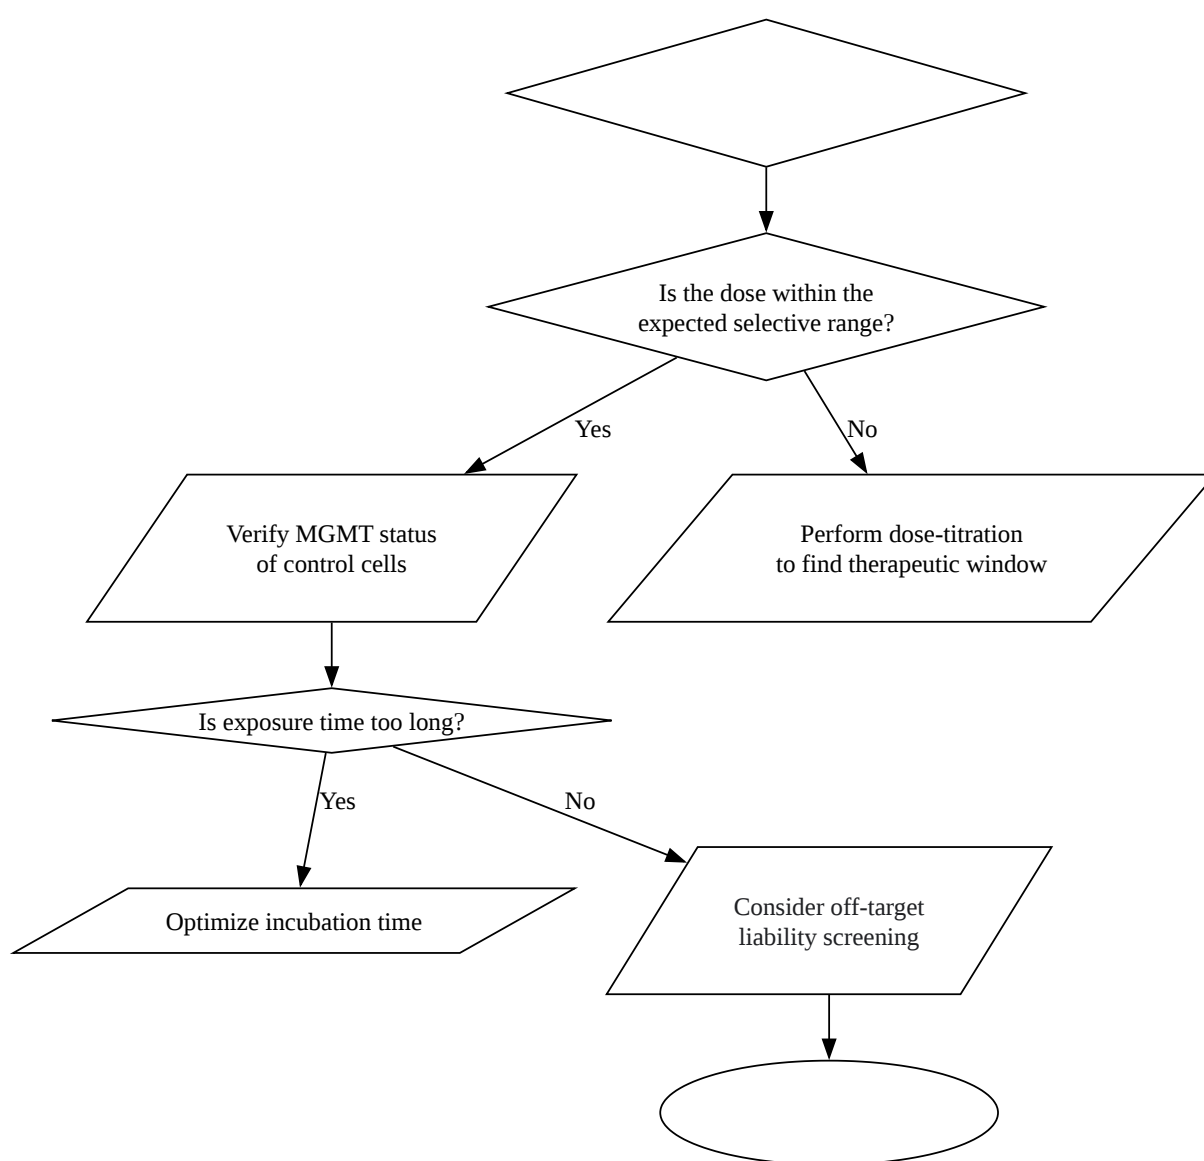 Is the dose within the
expected selective range?
Yes
No
Verify MGMT status
of control cells
Perform dose-titration
to find therapeutic window
Is exposure time too long?
Yes
No
Optimize incubation time
Consider off-target
liability screening